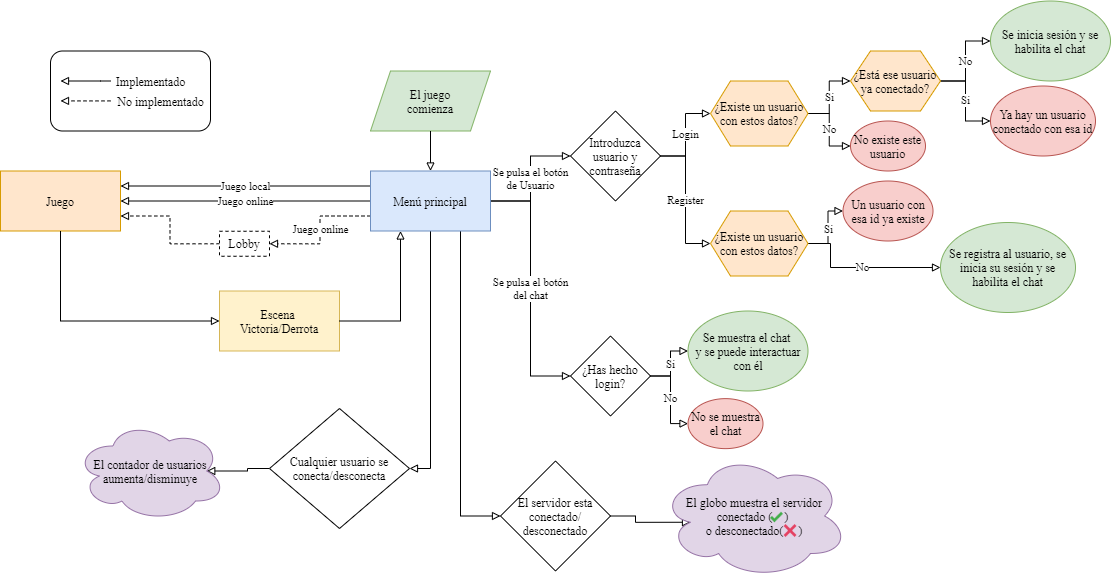 Implementado
No implementado
El juego
comienza
Menú principal
Juego local
Juego online
Juego online
Lobby
Juego
Escena
Victoria/Derrota
Se pulsa el botón
de Usuario
Introduzca
usuario y
contraseña
Login
¿Existe un usuario
con estos datos?
Si
¿Está ese usuario
ya conectado?
No
Se inicia sesión y se
habilita el chat
Si
Ya hay un usuario
conectado con esa id
No
No existe este
usuario
Register
¿Existe un usuario
con estos datos?
Si
Un usuario con
esa id ya existe
No
Se registra al usuario, se
inicia su sesión y se
habilita el chat
Se pulsa el botón
del chat
¿Has hecho
login?
Si
Se muestra el chat
y se puede interactuar
con él
No
No se muestra
el chat
Cualquier usuario se
conecta/desconecta
El contador de usuarios
aumenta/disminuye
El servidor esta
conectado/
desconectado
El globo muestra el servidor
conectado (✔)
o desconectado(❌)